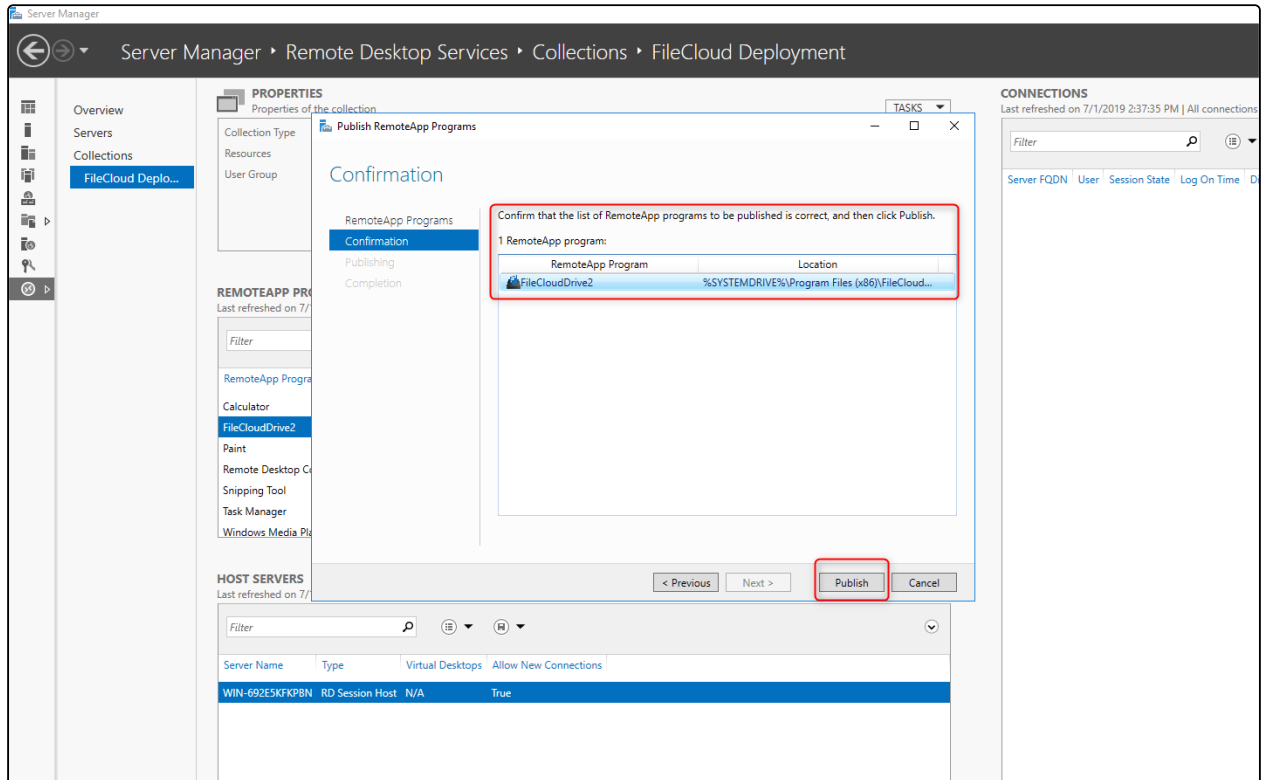 Server Manager
Server Manager ‣ Remote Desktop Services ‣ Collections ‣ FileCloud Deployment
Overview
Servers
Collections
FileCloud Deplo...
PROPERTIES
Properties of the collection
TASKS
Collection Type
Resources
User Group
CONNECTIONS
Last refreshed on 7/1/2019 2:37:35 PM | All connections
Filter
Server FQDN User Session State Log On Time
Publish RemoteApp Programs
Confirmation
RemoteApp Programs
Confirmation
Publishing
Completion
Confirm that the list of RemoteApp programs to be published is correct, and then click Publish.
1 RemoteApp program:
RemoteApp Program Location
FileCloudDrive2 %SYSTEMDRIVE%\Program Files (x86)\FileCloud...
< Previous Next > Publish Cancel
REMOTEAPP PRO
Last refreshed on 7/
Filter
RemoteApp Progra
Calculator
FileCloudDrive2
Paint
Remote Desktop Co
Snipping Tool
Task Manager
Windows Media Pla
HOST SERVERS
Last refreshed on 7/
Filter
Server Name Type Virtual Desktops Allow New Connections
WIN-692E5KFKPBN RD Session Host N/A True